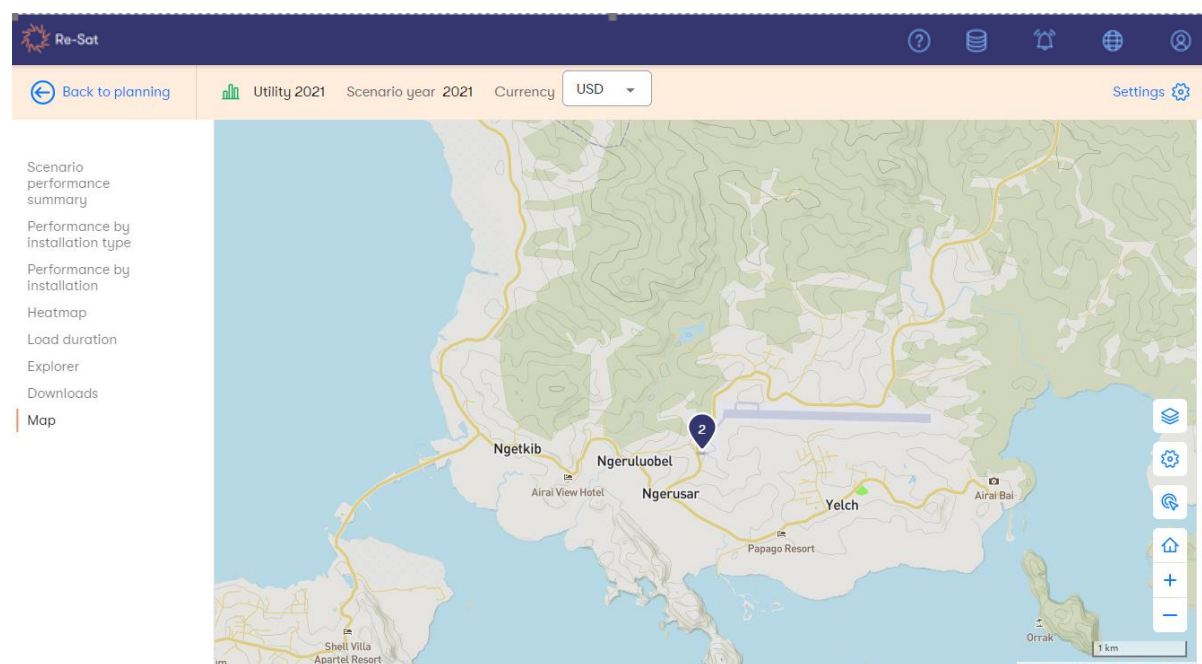 Re-Sat
Back to planning
Utility 2021 Scenario year 2021 Currency USD
Settings
Scenario
performance
summary
Performance by
installation type
Performance by
installation
Heatmap
Load duration
Explorer
Downloads
Map
2
Ngetkib
Ngeruluobel
Airai View Hotel
Ngerusar
Yelch
Airai Bai
Papago Resort
Orrak
Shell Villa
Apartel Resort
1 km